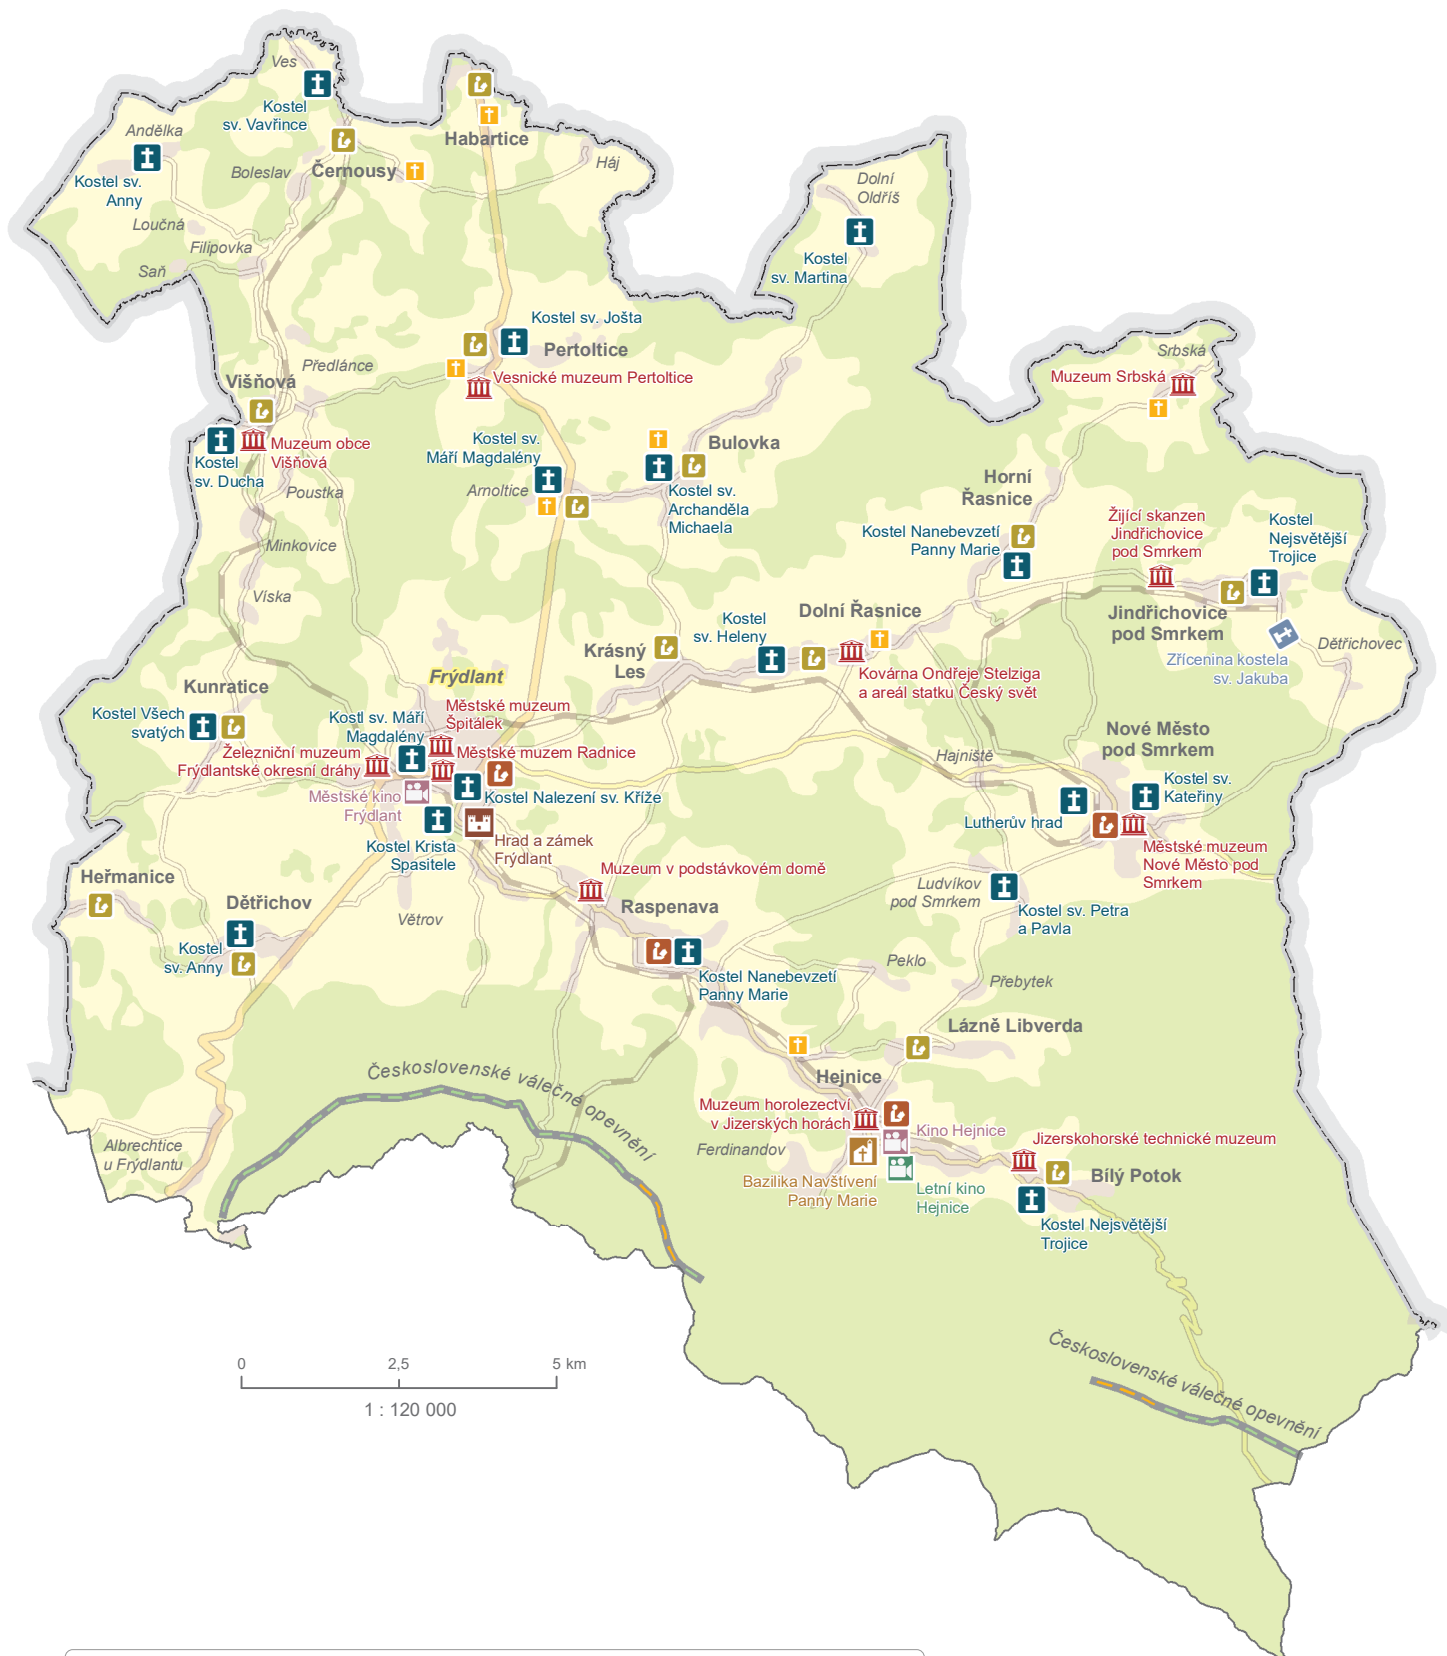 Ves
Kostel
sv. Vavřince
Andělka
Kostel sv.
Anny
Boleslav
Černousy
Habartice
Háj
Loučná
Filipovka
Saň
Dolní
Oldříš
Kostel
sv. Martina
Kostel sv. Jošta
Pertoltice
Předlánce
Vesnické muzeum Pertoltice
Višňová
Muzeum obce
Višňová
Kostel
sv. Ducha
Poustka
Minkovice
Víska
Kostel sv.
Máří Magdalény
Arnoltice
Bulovka
Kostel sv.
Archanděla
Michaela
Srbská
Muzeum Srbská
Horní
Řasnice
Kostel Nanebevzetí
Panny Marie
Žijící skanzen
Jindřichovice
pod Smrkem
Kostel
Nejsvětější
Trojice
Jindřichovice
pod Smrkem
Dětřichovec
Zřícenina kostela
sv. Jakuba
Dolní Řasnice
Kostel
sv. Heleny
Krásný
Les
Kovárna Ondřeje Stelziga
a areál statku Český svět
Frýdlant
Kunratice
Kostel Všech
svatých
Kostl sv. Máří
Magdalény
Městské muzeum
Špitálek
Železniční muzeum
Frýdlantské okresní dráhy
Městské muzem Radnice
Městské kino
Frýdlant
Kostel Nalezení sv. Kříže
Kostel Krista
Spasitele
Hrad a zámek
Frýdlant
Nové Město
pod Smrkem
Hajniště
Kostel sv.
Kateřiny
Lutherův hrad
Městské muzeum
Nové Město pod
Smrkem
Muzeum v podstávkovém domě
Heřmanice
Dětřichov
Kostel
sv. Anny
Větrov
Raspenava
Kostel Nanebevzetí
Panny Marie
Ludvíkov
pod Smrkem
Kostel sv. Petra
a Pavla
Peklo
Přebytek
Lázně Libverda
Hejnice
Muzeum horolezectví
v Jizerských horách
Kino Hejnice
Ferdinandov
Bazilika Navštívení
Panny Marie
Letní kino
Hejnice
Jizerskohorské technické muzeum
Bílý Potok
Kostel Nejsvětější
Trojice
Československé válečné opevnění
Albrechtice
u Frýdlantu
Československé válečné opevnění
0 2,5 5 km
1 : 120 000